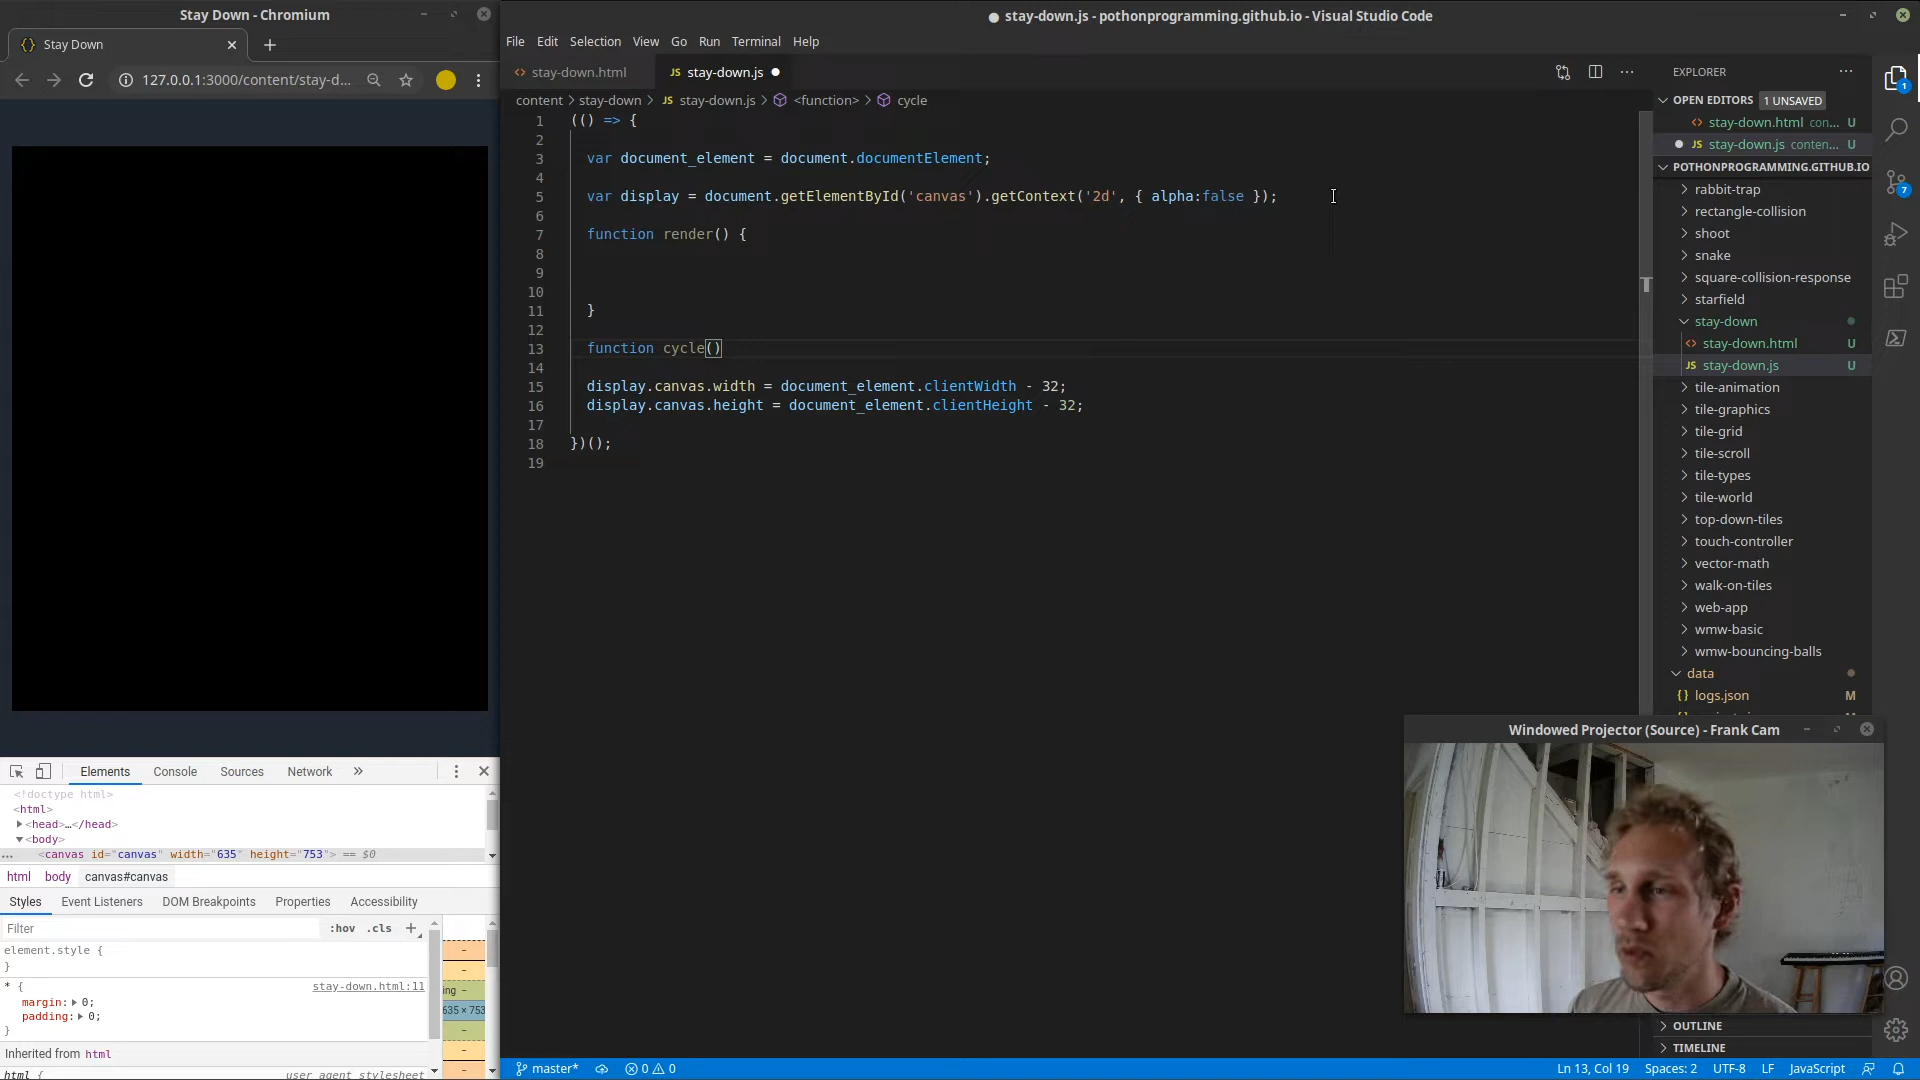 Stay Down - Chromium
Stay Down
127.0.0.1:3000/content/stay-d...
stay-down.js - pothonprogramming.github.io - Visual Studio Code
File Edit Selection View Go Run Terminal Help
stay-down.html
JS stay-down.js
content > stay-down > JS stay-down.js > <function> > cycle
1 (() => {
2
3 var document_element = document.documentElement;
4
5 var display = document.getElementById('canvas').getContext('2d', { alpha:false });
6
7 function render() {
8
9
10
11 }
12
13 function cycle()
14
15 display.canvas.width = document_element.clientWidth - 32;
16 display.canvas.height = document_element.clientHeight - 32;
17
18 })();
19
EXPLORER
OPEN EDITORS 1 UNSAVED
stay-down.html con... U
JS stay-down.js conten... U
POTHONPROGRAMMING.GITHUB.IO
rabbit-trap
rectangle-collision
shoot
snake
square-collision-response
starfield
stay-down
stay-down.html U
JS stay-down.js U
tile-animation
tile-graphics
tile-grid
tile-scroll
tile-types
tile-world
top-down-tiles
touch-controller
vector-math
walk-on-tiles
web-app
wmw-basic
wmw-bouncing-balls
data
{} logs.json M
OUTLINE
TIMELINE
1
7
Windowed Projector (Source) - Frank Cam
Elements Console Sources Network »
<!doctype html>
<html>
<head>…</head>
<body>
<canvas id="canvas" width="635" height="753"> == $0
html body canvas#canvas
Styles Event Listeners DOM Breakpoints Properties Accessibility
Filter :hov .cls +
element.style {
}
* { stay-down.html:11
margin: 0;
padding: 0;
}
Inherited from html
html { user agent stylesheet
ing -
635 × 753
master* 0 0 Ln 13, Col 19 Spaces: 2 UTF-8 LF JavaScript